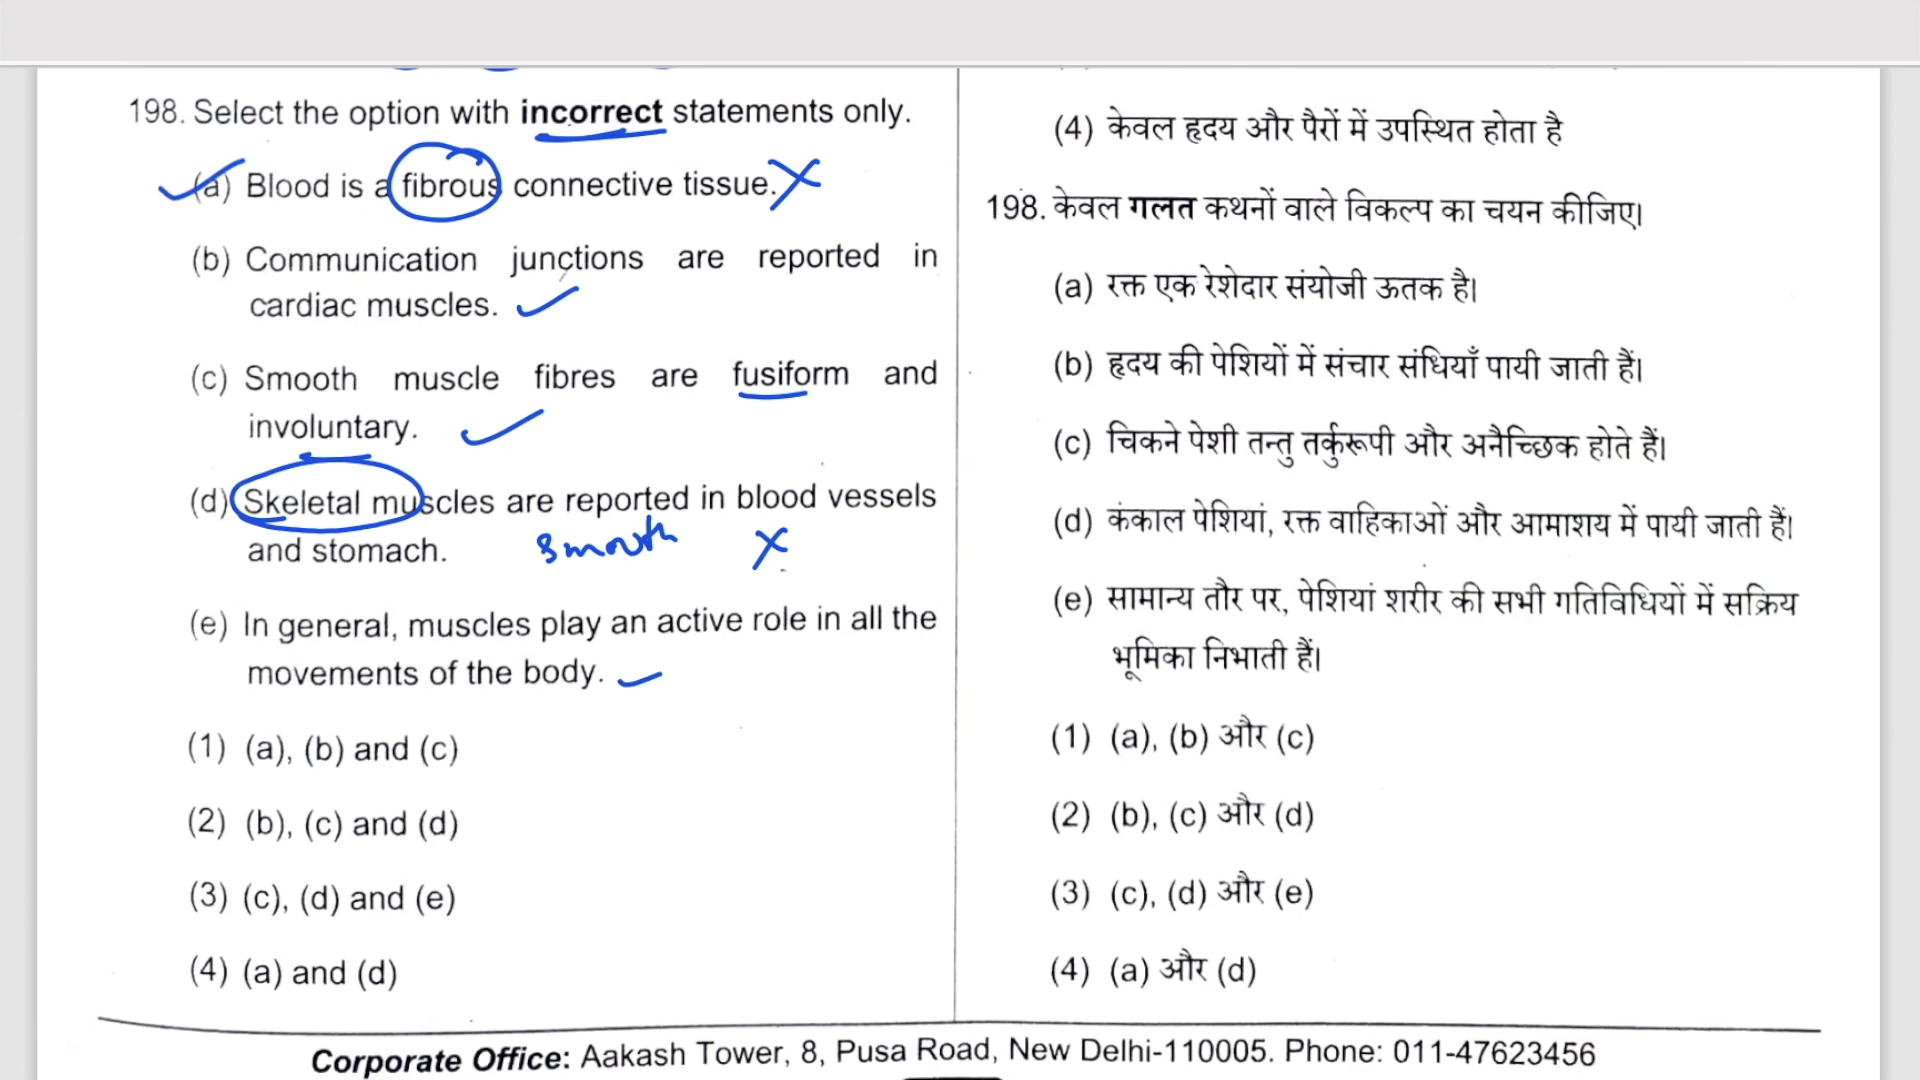 198. Select the option with incorrect statements only.
(a) Blood is a fibrous connective tissue.
(b) Communication junctions are reported in
cardiac muscles.
(c) Smooth muscle fibres are fusiform and
involuntary.
(d) Skeletal muscles are reported in blood vessels
and stomach.
smooth
(e) In general, muscles play an active role in all the
movements of the body.
(1) (a), (b) and (c)
(2) (b), (c) and (d)
(3) (c), (d) and (e)
(4) (a) and (d)
(4) केवल हृदय और पैरों में उपस्थित होता है
198. केवल गलत कथनों वाले विकल्प का चयन कीजिए।
(a) रक्त एक रेशेदार संयोजी ऊतक है।
(b) हृदय की पेशियों में संचार संधियाँ पायी जाती हैं।
(c) चिकने पेशी तन्तु तर्कुरूपी और अनैच्छिक होते हैं।
(d) कंकाल पेशियां, रक्त वाहिकाओं और आमाशय में पायी जाती हैं।
(e) सामान्य तौर पर, पेशियां शरीर की सभी गतिविधियों में सक्रिय
भूमिका निभाती हैं।
(1) (a), (b) और (c)
(2) (b), (c) और (d)
(3) (c), (d) और (e)
(4) (a) और (d)
Corporate Office: Aakash Tower, 8, Pusa Road, New Delhi-110005. Phone: 011-47623456